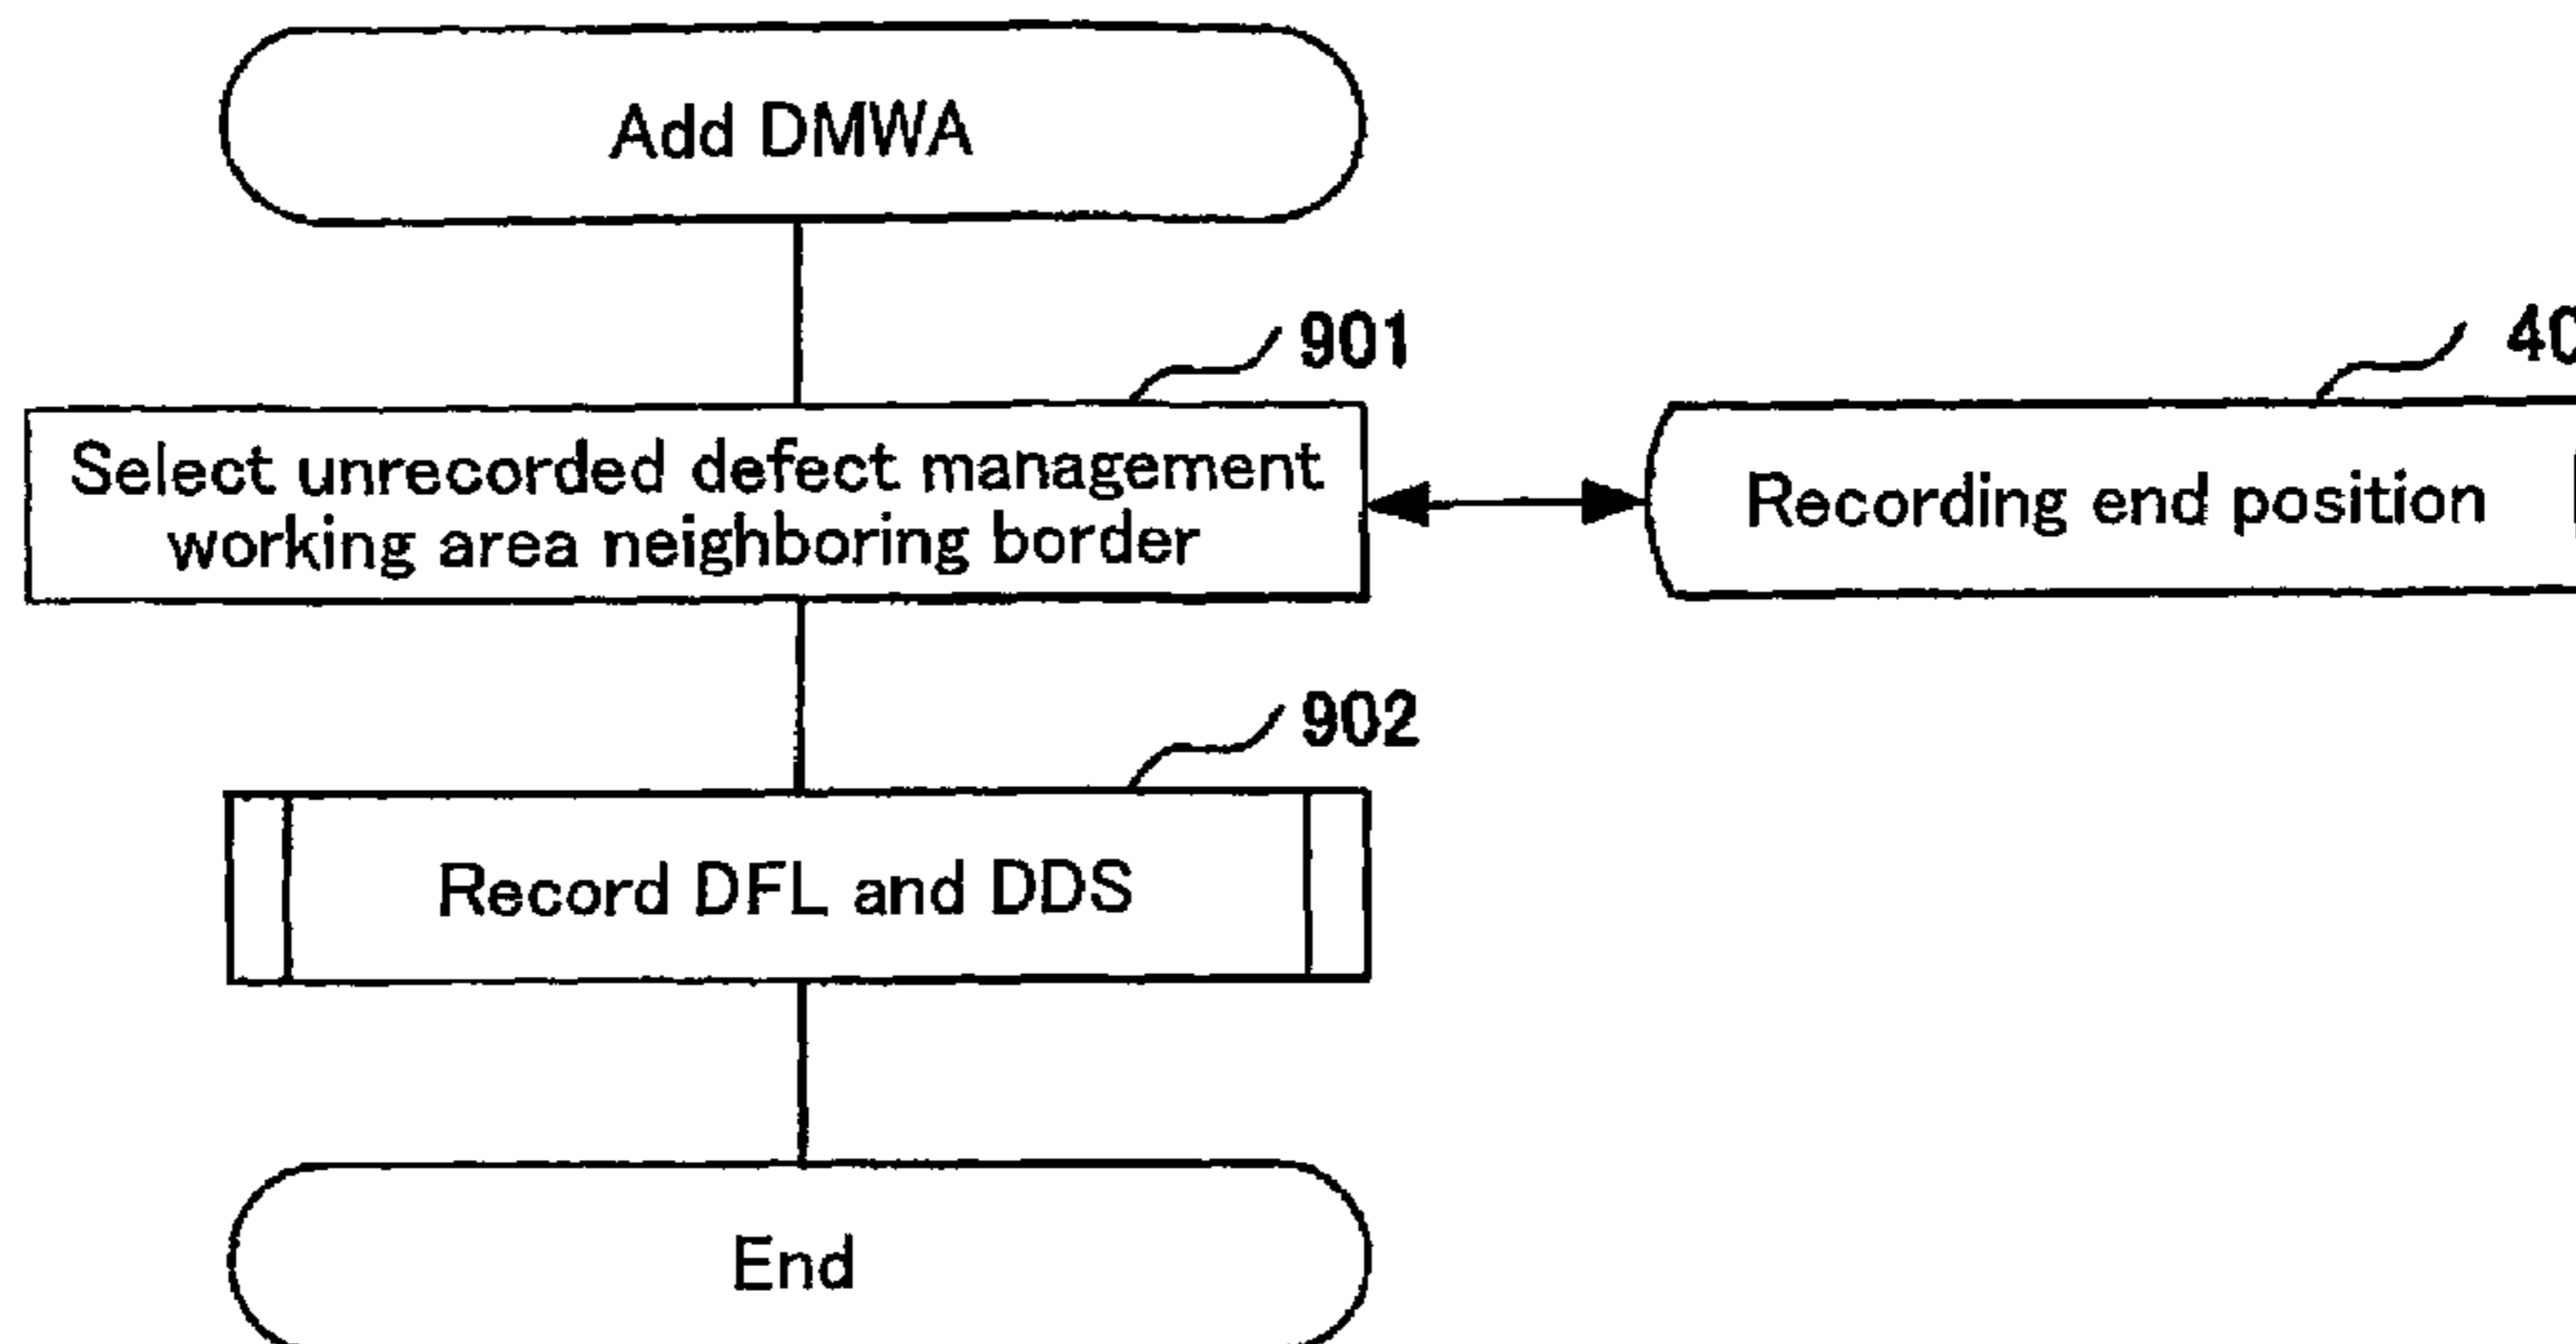 Add DMWA
901
Select unrecorded defect management
working area neighboring border
Recording end position
902
Record DFL and DDS
End